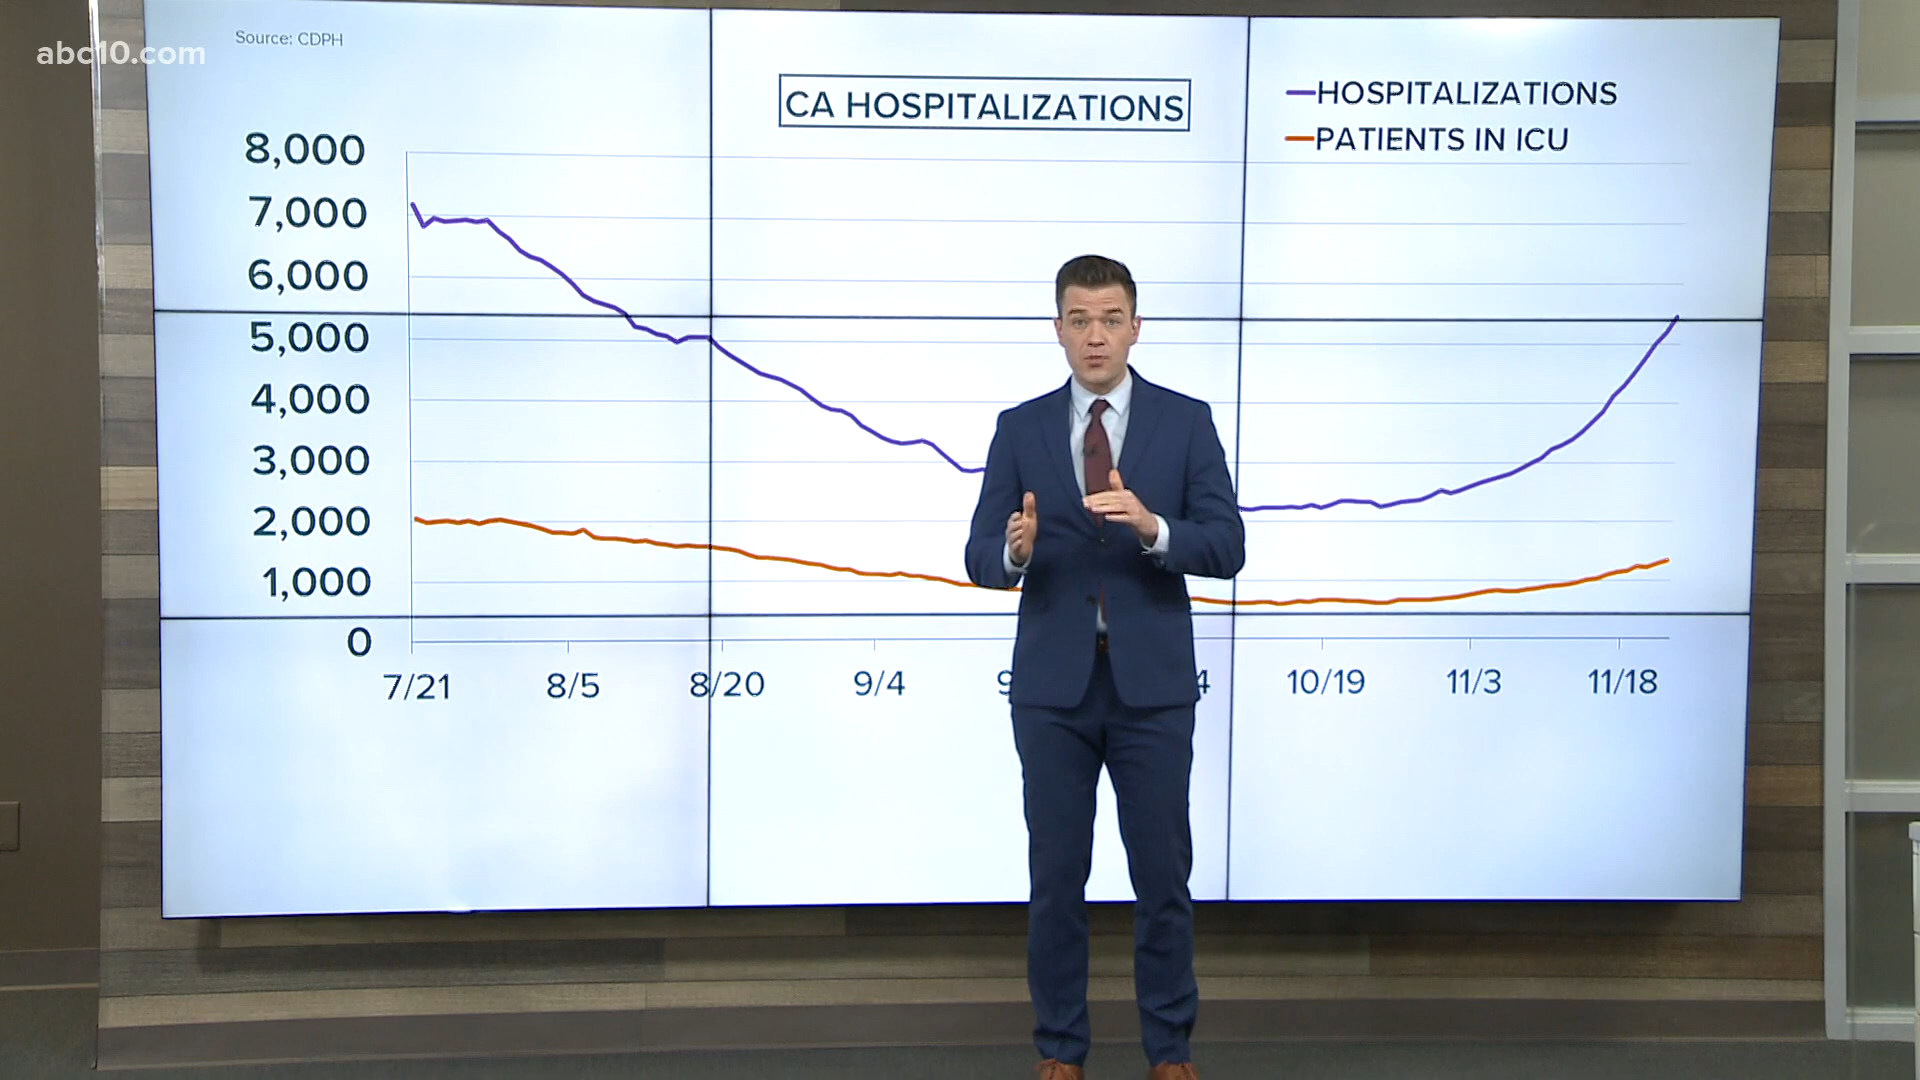 abc10.com
Source: CDPH
CA HOSPITALIZATIONS
HOSPITALIZATIONS
PATIENTS IN ICU
8,000
7,000
6,000
5,000
4,000
3,000
2,000
1,000
0
7/21 8/5 8/20 9/4 10/19 11/3 11/18